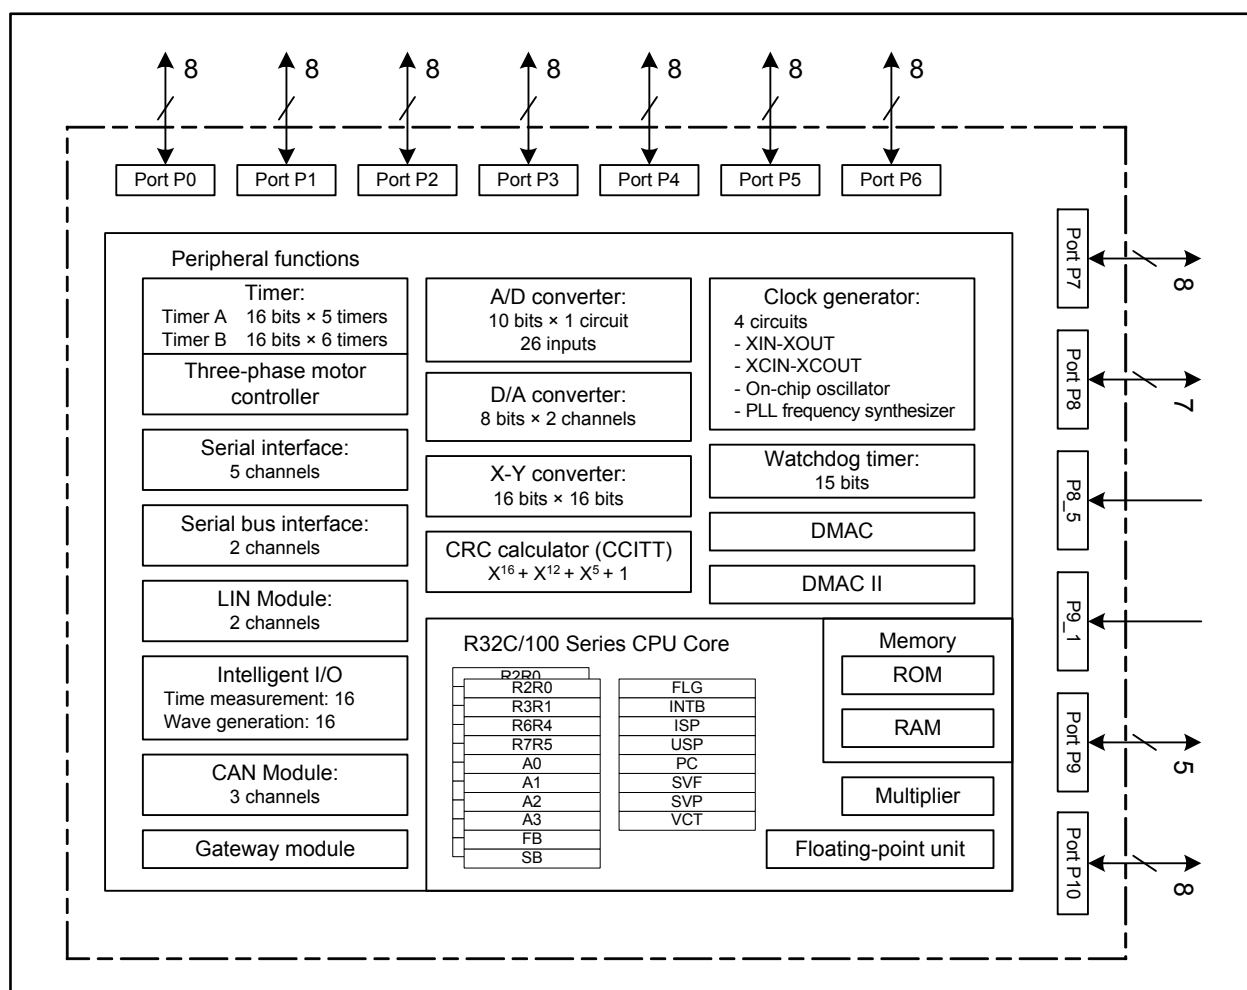 8 8 8 8 8 8 8
Port P0 Port P1 Port P2 Port P3 Port P4 Port P5 Port P6
Peripheral functions
Timer:
Timer A 16 bits × 5 timers
Timer B 16 bits × 6 timers
Three-phase motor
controller
Serial interface:
5 channels
Serial bus interface:
2 channels
LIN Module:
2 channels
Intelligent I/O
Time measurement: 16
Wave generation: 16
CAN Module:
3 channels
Gateway module
A/D converter:
10 bits × 1 circuit
26 inputs
D/A converter:
8 bits × 2 channels
X-Y converter:
16 bits × 16 bits
CRC calculator (CCITT)
X¹⁶ + X¹² + X⁵ + 1
Clock generator:
4 circuits
- XIN-XOUT
- XCIN-XCOUT
- On-chip oscillator
- PLL frequency synthesizer
Watchdog timer:
15 bits
DMAC
DMAC II
R32C/100 Series CPU Core
R2R0
R2R0
R3R1
R6R4
R7R5
A0
A1
A2
A3
FB
SB
FLG
INTB
ISP
USP
PC
SVF
SVP
VCT
Memory
ROM
RAM
Multiplier
Floating-point unit
Port P7
8
Port P8
7
P8_5
P9_1
Port P9
5
Port P10
8